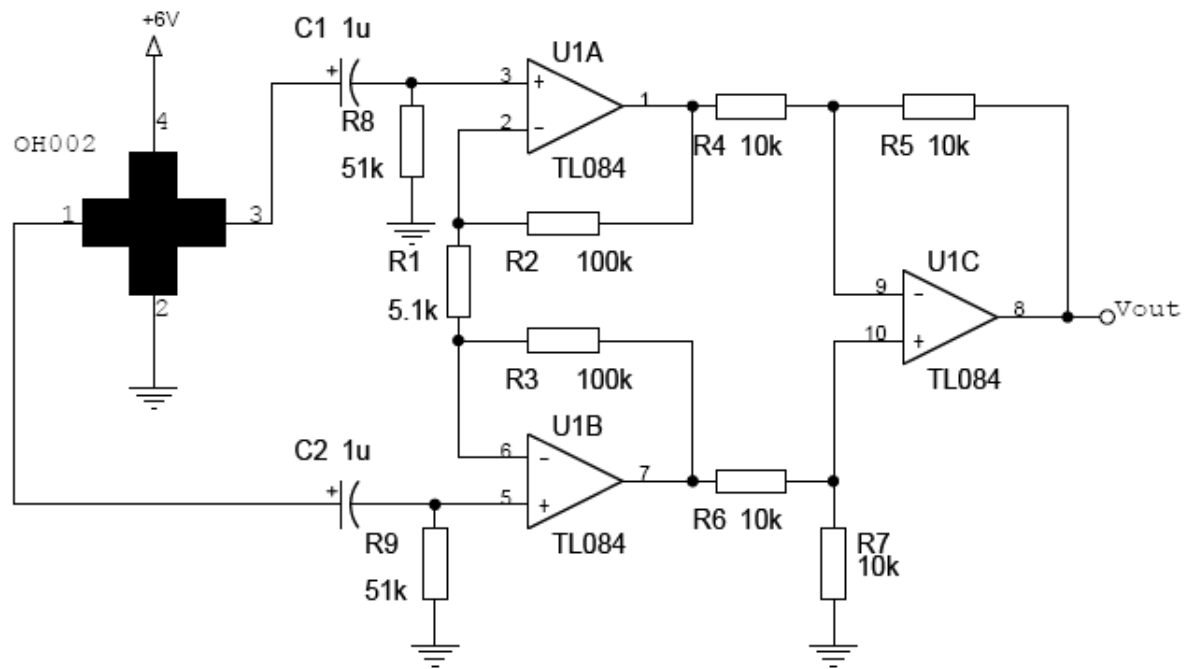 +6V
C1 1u
U1A
4
+
3
+
1
OH002
R8
2
−
R4 10k
R5 10k
51k
TL084
1
3
R1
R2 100k
U1C
2
5.1k
9
−
8
Vout
10
+
R3 100k
TL084
C2 1u
U1B
6
−
7
+
5
+
R6 10k
R9
TL084
R7
10k
51k